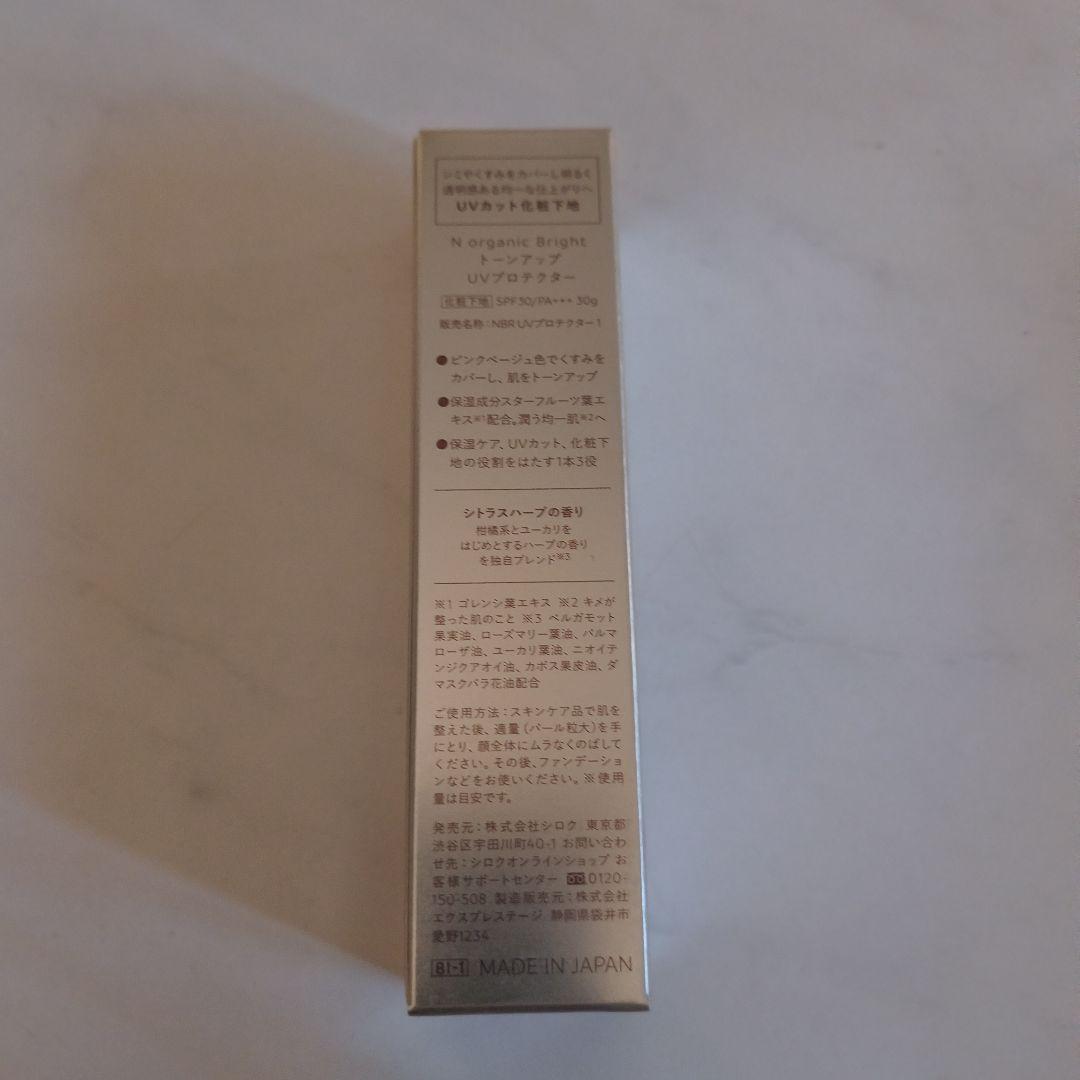 シミやくすみをカバーし明るく
透明感ある均一な仕上がりへ
UVカット化粧下地
N organic Bright
トーンアップ
UVプロテクター
化粧下地 SPF30/PA+++ 30g
販売名称：NBR UVプロテクター1
●ピンクベージュ色でくすみを
カバーし、肌をトーンアップ
●保湿成分スターフルーツ葉エ
キス※1配合。潤う均一肌※2へ
●保湿ケア、UVカット、化粧下
地の役割をはたす1本3役
シトラスハーブの香り
柑橘系とユーカリを
はじめとするハーブの香り
を独自ブレンド※3
※1 ゴレンシ葉エキス ※2 キメが
整った肌のこと ※3 ベルガモット
果実油、ローズマリー葉油、パルマ
ローザ油、ユーカリ葉油、ニオイテ
ンジクアオイ油、カボス果皮油、ダ
マスクバラ花油配合
ご使用方法：スキンケア品で肌を
整えた後、適量（パール粒大）を手
にとり、顔全体にムラなくのばして
ください。その後、ファンデーショ
ンなどをお使いください。※使用
量は目安です。
発売元：株式会社シロク 東京都
渋谷区宇田川町40-1 お問い合わ
せ先：シロクオンラインショップ お
客様サポートセンター 0120-
150-508 製造販売元：株式会社
エクスプレステージ 静岡県袋井市
愛野1234
BI-1 MADE IN JAPAN